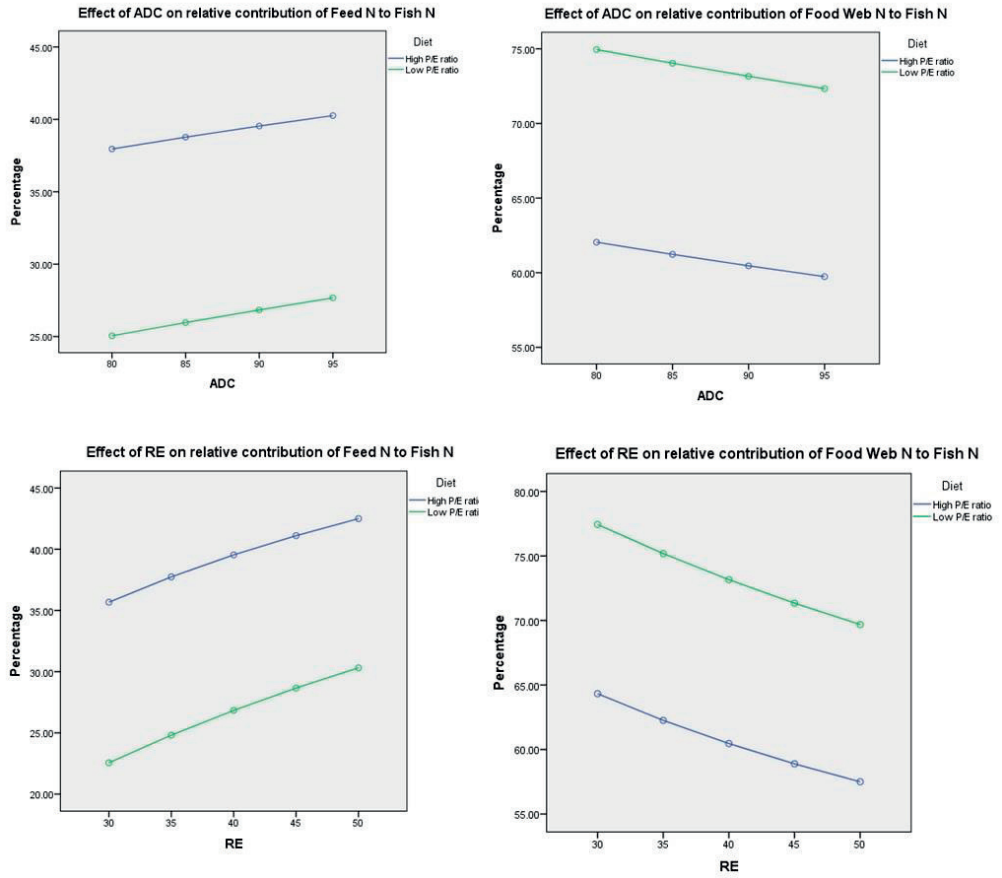 Effect of ADC on relative contribution of Feed N to Fish N
45.00
40.00
35.00
30.00
25.00
Percentage
80 85 90 95
ADC
Diet
High P/E ratio
Low P/E ratio
Effect of ADC on relative contribution of Food Web N to Fish N
75.00
70.00
65.00
60.00
55.00
Percentage
80 85 90 95
ADC
Diet
High P/E ratio
Low P/E ratio
Effect of RE on relative contribution of Feed N to Fish N
45.00
40.00
35.00
30.00
25.00
20.00
Percentage
30 35 40 45 50
RE
Diet
High P/E rati
Low P/E rati
Effect of RE on relative contribution of Food Web N to Fish N
80.00
75.00
70.00
65.00
60.00
55.00
Percentage
30 35 40 45 50
RE
Diet
High P/E ratio
Low P/E ratio